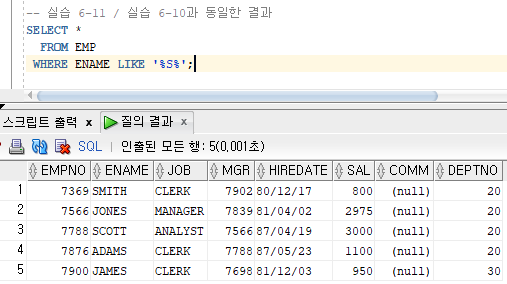 -- 실습 6-11 / 실습 6-10과 동일한 결과
SELECT *
FROM EMP
WHERE ENAME LIKE '%S%';
스크립트 출력 x 질의 결과 x
SQL | 인출된 모든 행: 5(0,001초)
EMPNO ENAME JOB MGR HIREDATE SAL COMM DEPTNO
1 7369 SMITH CLERK 7902 80/12/17 800 (null) 20
2 7566 JONES MANAGER 7839 81/04/02 2975 (null) 20
3 7788 SCOTT ANALYST 7566 87/04/19 3000 (null) 20
4 7876 ADAMS CLERK 7788 87/05/23 1100 (null) 20
5 7900 JAMES CLERK 7698 81/12/03 950 (null) 30